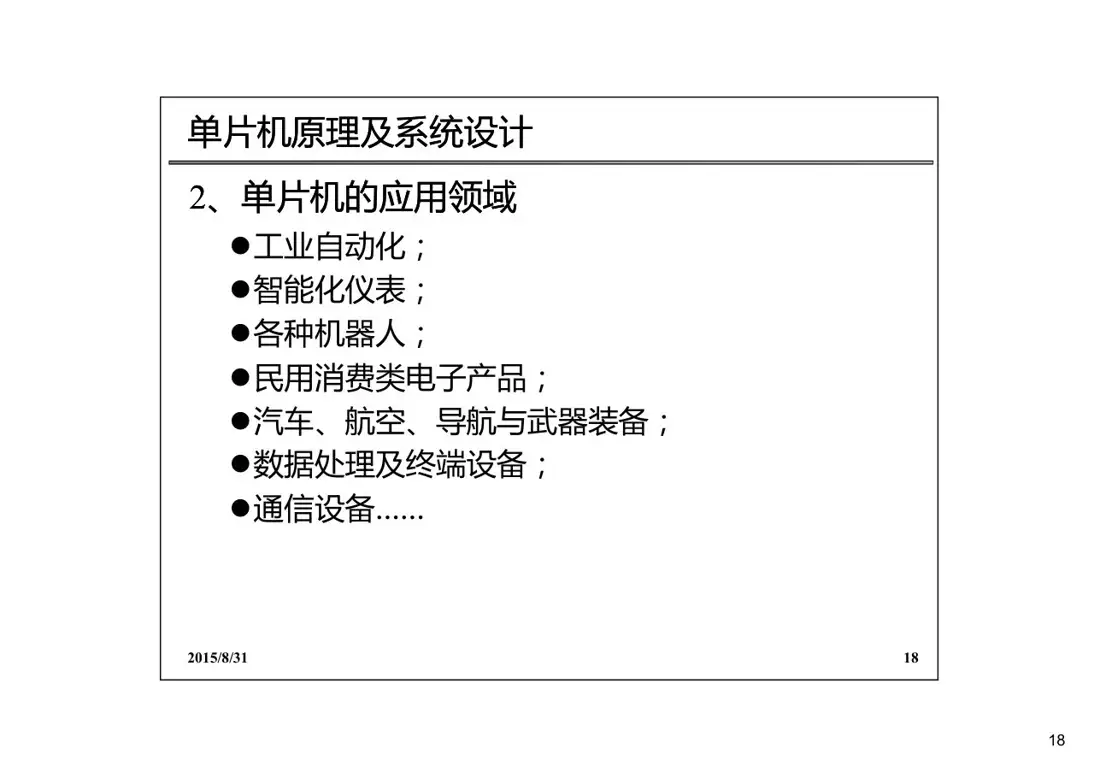 单片机原理及系统设计
2、单片机的应用领域
●工业自动化；
●智能化仪表；
●各种机器人；
●民用消费类电子产品；
●汽车、航空、导航与武器装备；
●数据处理及终端设备；
●通信设备......
2015/8/31
18
18